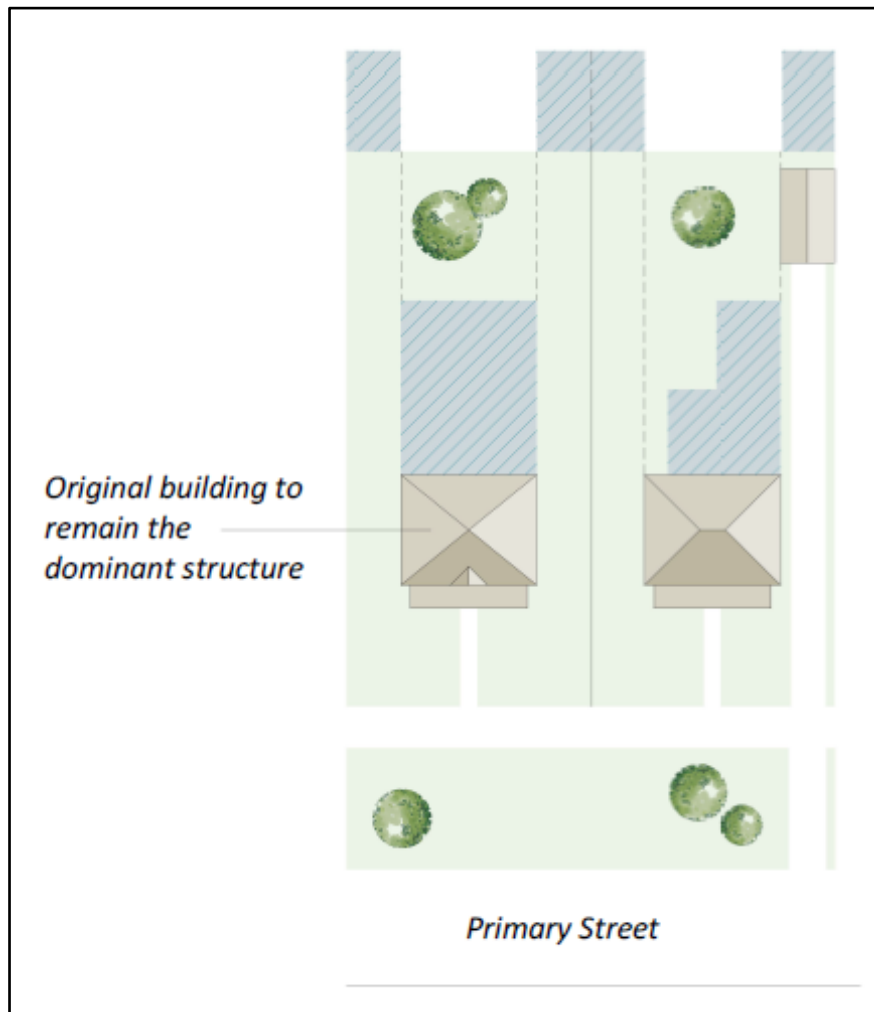 Original building to
remain the
dominant structure
Primary Street